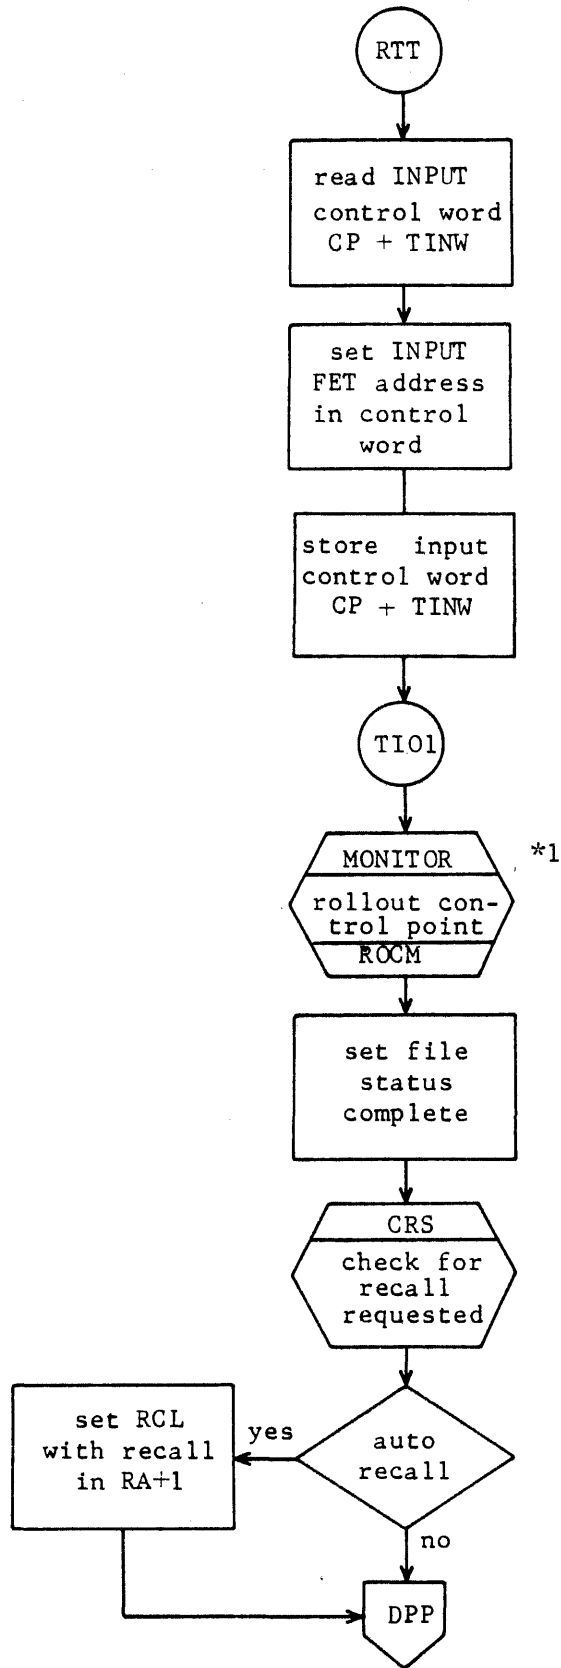 RTT
read INPUT
control word
CP + TINW
set INPUT
FET address
in control
word
store input
control word
CP + TINW
TIO1
MONITOR
*1
rollout con-
trol point
ROCM
set file
status
complete
CRS
check for
recall
requested
auto
recall
yes
set RCL
with recall
in RA+1
no
DPP